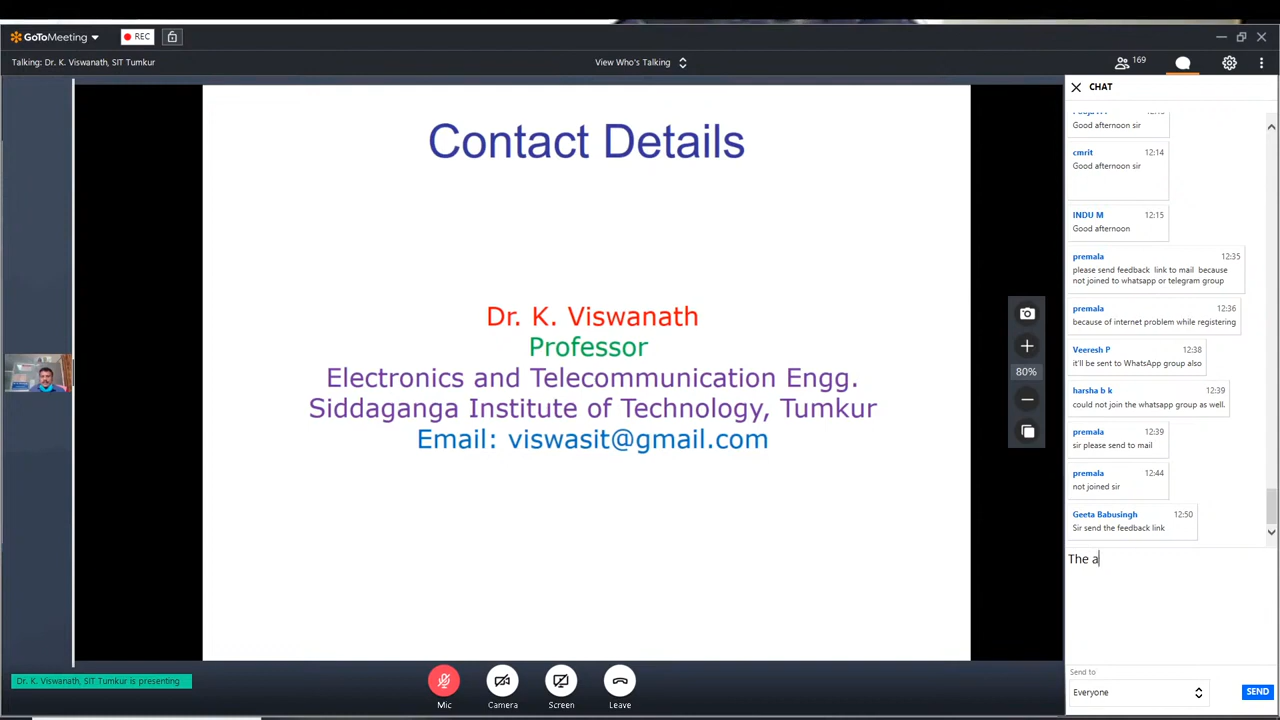 GoToMeeting
REC
Talking: Dr. K. Viswanath, SIT Tumkur
View Who's Talking
169
CHAT
Contact Details
Dr. K. Viswanath
Professor
Electronics and Telecommunication Engg.
Siddaganga Institute of Technology, Tumkur
Email: viswasit@gmail.com
80%
Good afternoon sir
cmrit 12:14
Good afternoon sir
INDU M 12:15
Good afternoon
premala 12:35
please send feedback link to mail because
not joined to whatsapp or telegram group
premala 12:36
because of internet problem while registering
Veeresh P 12:38
it'll be sent to WhatsApp group also
harsha b k 12:39
could not join the whatsapp group as well.
premala 12:39
sir please send to mail
premala 12:44
not joined sir
Geeta Babusingh 12:50
Sir send the feedback link
The a
Send to
Everyone
SEND
Dr. K. Viswanath, SIT Tumkur is presenting
Mic
Camera
Screen
Leave